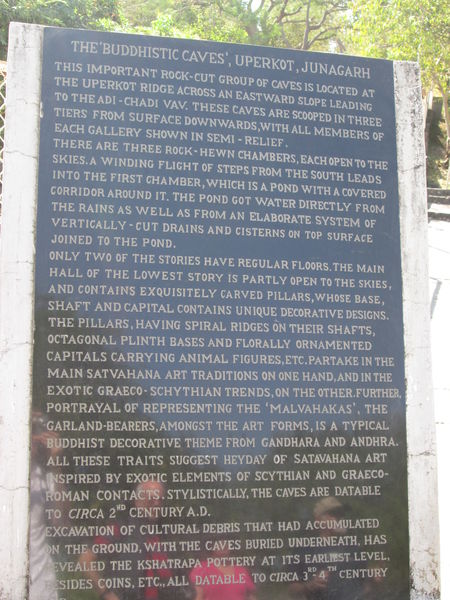 THE 'BUDDHISTIC CAVES', UPERKOT, JUNAGARH
THIS IMPORTANT ROCK-CUT GROUP OF CAVES IS LOCATED AT
THE UPERKOT RIDGE ACROSS AN EASTWARD SLOPE LEADING
TO THE ADI-CHADI VAV. THESE CAVES ARE SCOOPED IN THREE
TIERS FROM SURFACE DOWNWARDS, WITH ALL MEMBERS OF
EACH GALLERY SHOWN IN SEMI-RELIEF.
THERE ARE THREE ROCK-HEWN CHAMBERS, EACH OPEN TO THE
SKIES. A WINDING FLIGHT OF STEPS FROM THE SOUTH LEADS
INTO THE FIRST CHAMBER, WHICH IS A POND WITH A COVERED
CORRIDOR AROUND IT. THE POND GOT WATER DIRECTLY FROM
THE RAINS AS WELL AS FROM AN ELABORATE SYSTEM OF
VERTICALLY-CUT DRAINS AND CISTERNS ON TOP SURFACE
JOINED TO THE POND.
ONLY TWO OF THE STORIES HAVE REGULAR FLOORS. THE MAIN
HALL OF THE LOWEST STORY IS PARTLY OPEN TO THE SKIES,
AND CONTAINS EXQUISITELY CARVED PILLARS, WHOSE BASE,
SHAFT AND CAPITAL CONTAINS UNIQUE DECORATIVE DESIGNS.
THE PILLARS, HAVING SPIRAL RIDGES ON THEIR SHAFTS,
OCTAGONAL PLINTH BASES AND FLORALLY ORNAMENTED
CAPITALS CARRYING ANIMAL FIGURES, ETC. PARTAKE IN THE
MAIN SATVAHANA ART TRADITIONS ON ONE HAND, AND IN THE
EXOTIC GRAECO-SCHYTHIAN TRENDS, ON THE OTHER. FURTHER,
PORTRAYAL OF REPRESENTING THE 'MALVAHAKAS', THE
GARLAND-BEARERS, AMONGST THE ART FORMS, IS A TYPICAL
BUDDHIST DECORATIVE THEME FROM GANDHARA AND ANDHRA.
ALL THESE TRAITS SUGGEST HEYDAY OF SATAVAHANA ART
INSPIRED BY EXOTIC ELEMENTS OF SCYTHIAN AND GRAECO-
ROMAN CONTACTS. STYLISTICALLY, THE CAVES ARE DATABLE
TO CIRCA 2ND CENTURY A.D.
EXCAVATION OF CULTURAL DEBRIS THAT HAD ACCUMULATED
ON THE GROUND, WITH THE CAVES BURIED UNDERNEATH, HAS
REVEALED THE KSHATRAPA POTTERY AT ITS EARLIEST LEVEL,
BESIDES COINS, ETC., ALL DATABLE TO CIRCA 3RD-4TH CENTURY